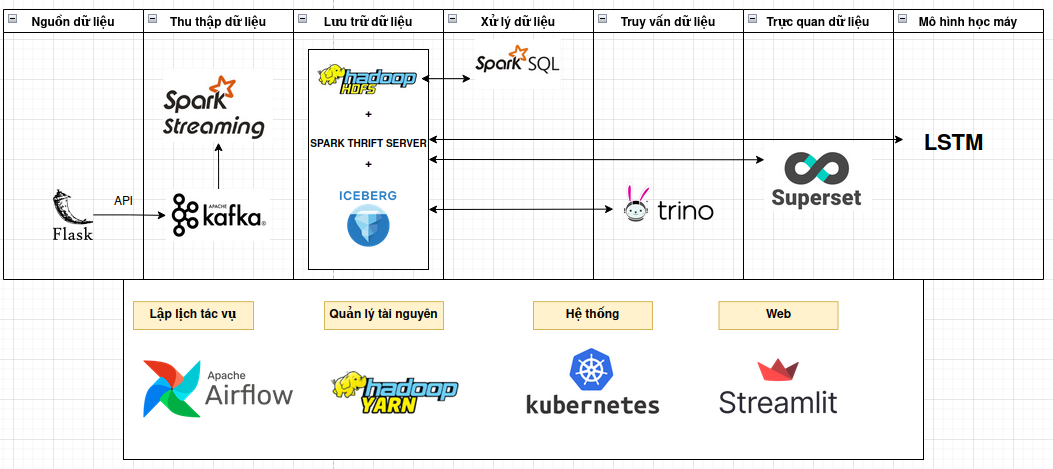 Nguồn dữ liệu
Thu thập dữ liệu
Lưu trữ dữ liệu
Xử lý dữ liệu
Truy vấn dữ liệu
Trực quan dữ liệu
Mô hình học máy
Spark
Streaming
API
Flask
APACHE
kafka
hadoop
HDFS
+
SPARK THRIFT SERVER
+
ICEBERG
Spark SQL
trino
Superset
LSTM
Lập lịch tác vụ
Quản lý tài nguyên
Hệ thống
Web
Apache
Airflow
hadoop
YARN
kubernetes
Streamlit